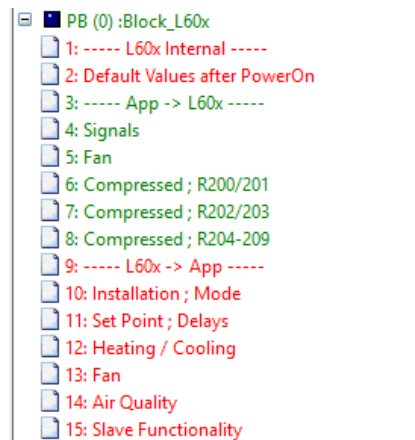 PB (0) :Block_L60x
1: ----- L60x Internal -----
2: Default Values after PowerOn
3: ----- App -> L60x -----
4: Signals
5: Fan
6: Compressed ; R200/201
7: Compressed ; R202/203
8: Compressed ; R204-209
9: ----- L60x -> App -----
10: Installation ; Mode
11: Set Point ; Delays
12: Heating / Cooling
13: Fan
14: Air Quality
15: Slave Functionality